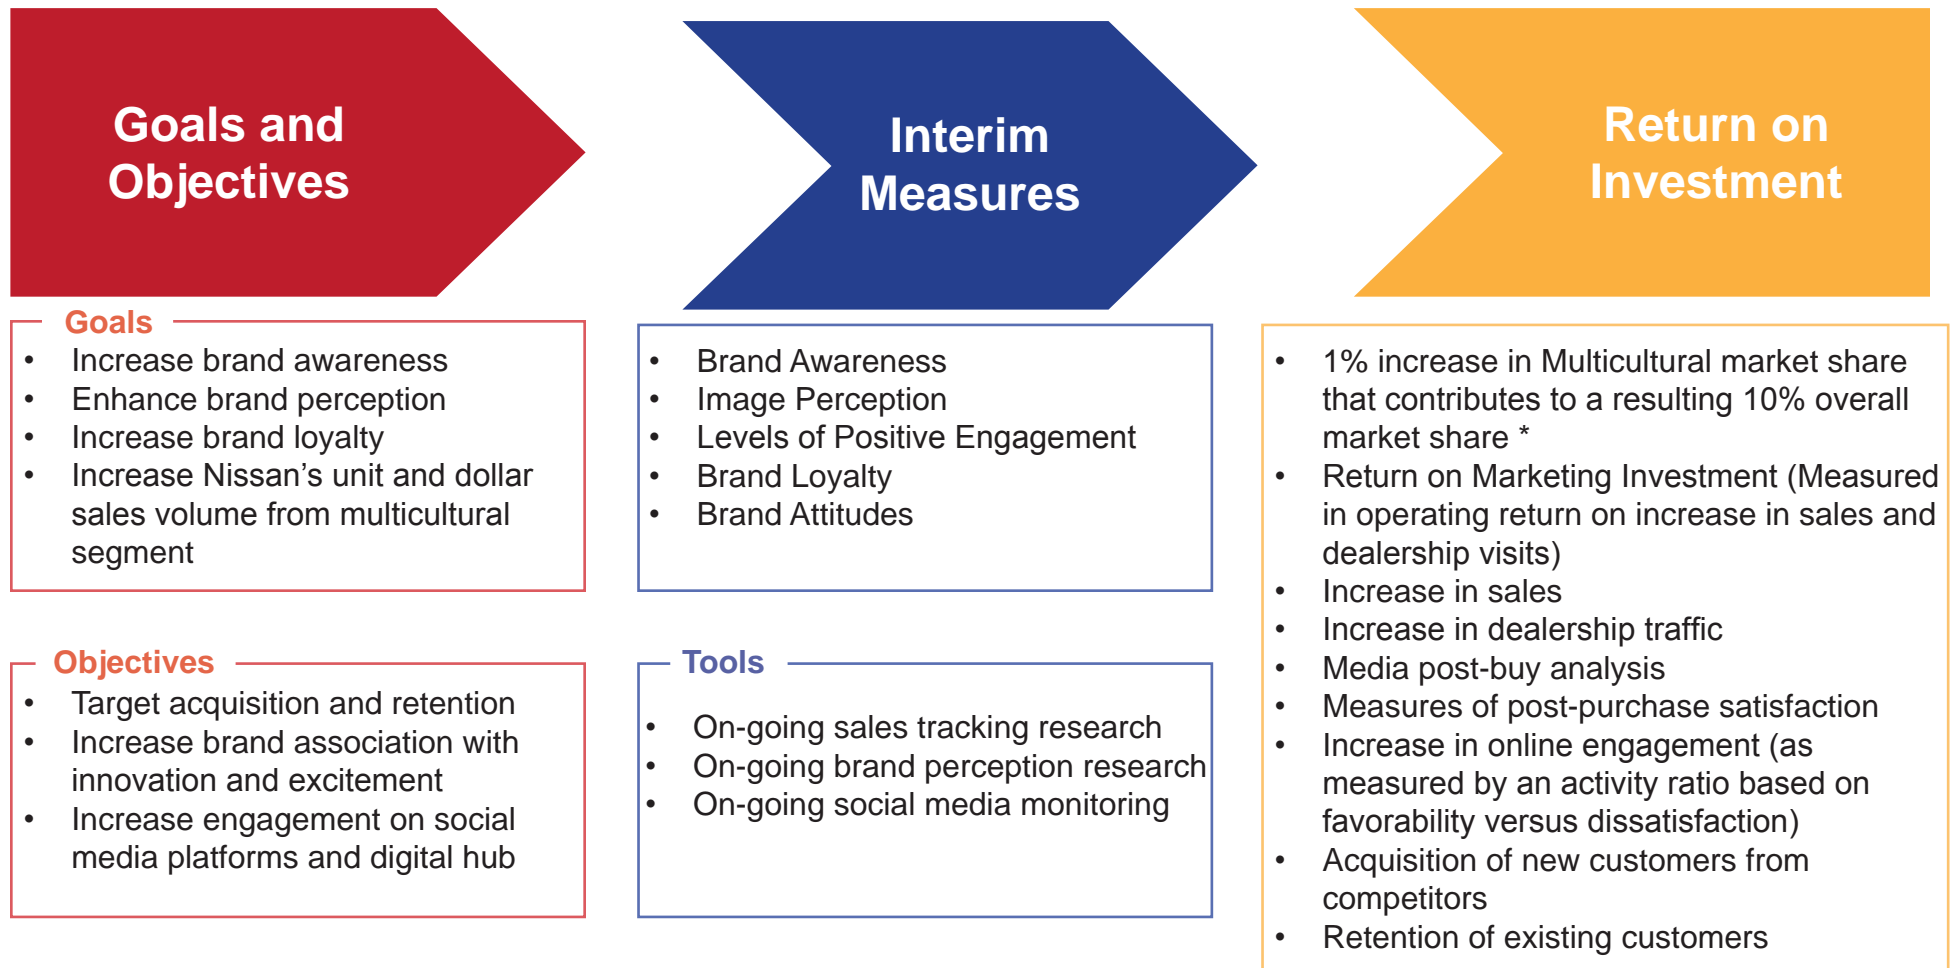 Goals and
Objectives
Interim
Measures
Return on
Investment
Goals
• Increase brand awareness
• Enhance brand perception
• Increase brand loyalty
• Increase Nissan’s unit and dollar
sales volume from multicultural
segment
Objectives
• Target acquisition and retention
• Increase brand association with
innovation and excitement
• Increase engagement on social
media platforms and digital hub
• Brand Awareness
• Image Perception
• Levels of Positive Engagement
• Brand Loyalty
• Brand Attitudes
Tools
• On-going sales tracking research
• On-going brand perception research
• On-going social media monitoring
• 1% increase in Multicultural market share
that contributes to a resulting 10% overall
market share *
• Return on Marketing Investment (Measured
in operating return on increase in sales and
dealership visits)
• Increase in sales
• Increase in dealership traffic
• Media post-buy analysis
• Measures of post-purchase satisfaction
• Increase in online engagement (as
measured by an activity ratio based on
favorability versus dissatisfaction)
• Acquisition of new customers from
competitors
• Retention of existing customers